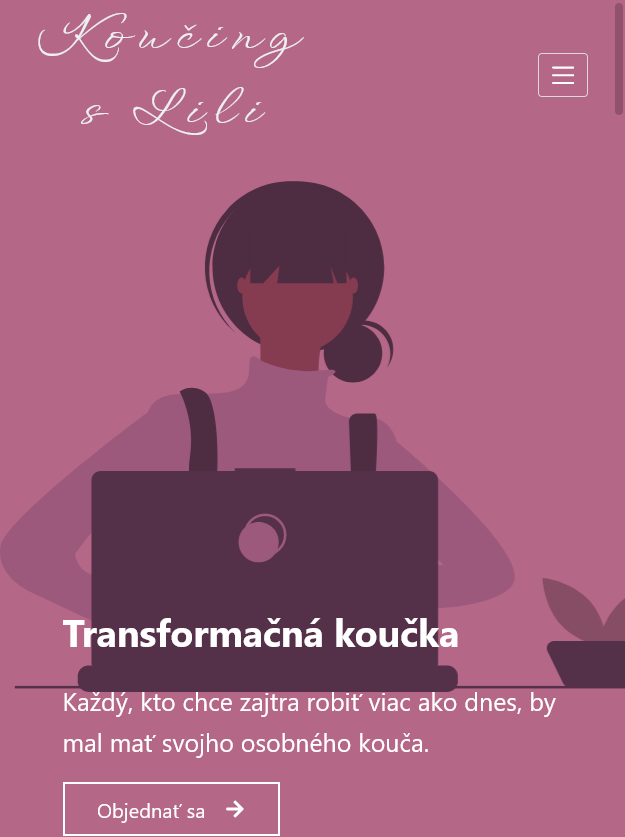 Koučing
s Lili
Transformačná koučka
Každý, kto chce zajtra robiť viac ako dnes, by
mal mať svojho osobného kouča.
Objednať sa